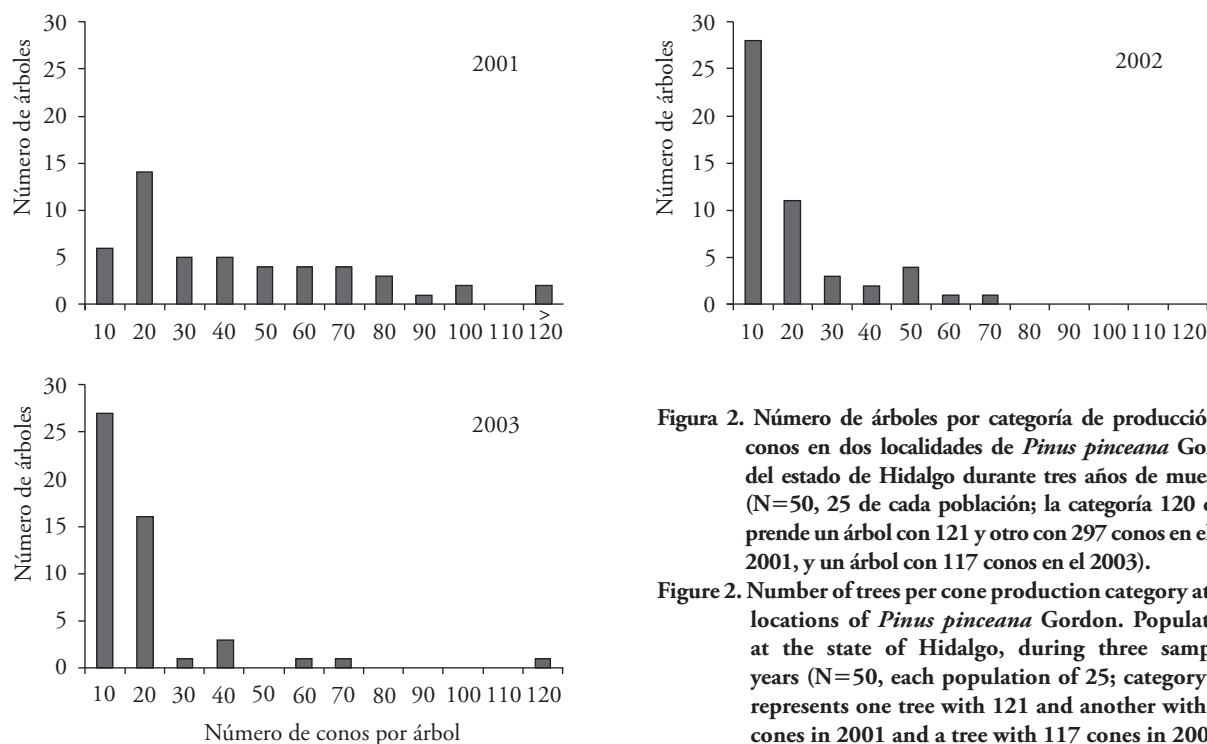 30
25
20
15
10
5
0
Número de árboles
2001
10 20 30 40 50 60 70 80 90 100 110 120
>
30
25
20
15
10
5
0
Número de árboles
2002
10 20 30 40 50 60 70 80 90 100 110 120
30
25
20
15
10
5
0
Número de árboles
2003
10 20 30 40 50 60 70 80 90 100 110 120
Número de conos por árbol
Figura 2. Número de árboles por categoría de producción
conos en dos localidades de Pinus pinceana Go
del estado de Hidalgo durante tres años de mue
(N=50, 25 de cada población; la categoría 120
prende un árbol con 121 y otro con 297 conos en el
2001, y un árbol con 117 conos en el 2003).
Figure 2. Number of trees per cone production category at
locations of Pinus pinceana Gordon. Populat
at the state of Hidalgo, during three samp
years (N=50, each population of 25; category
represents one tree with 121 and another with
cones in 2001 and a tree with 117 cones in 200